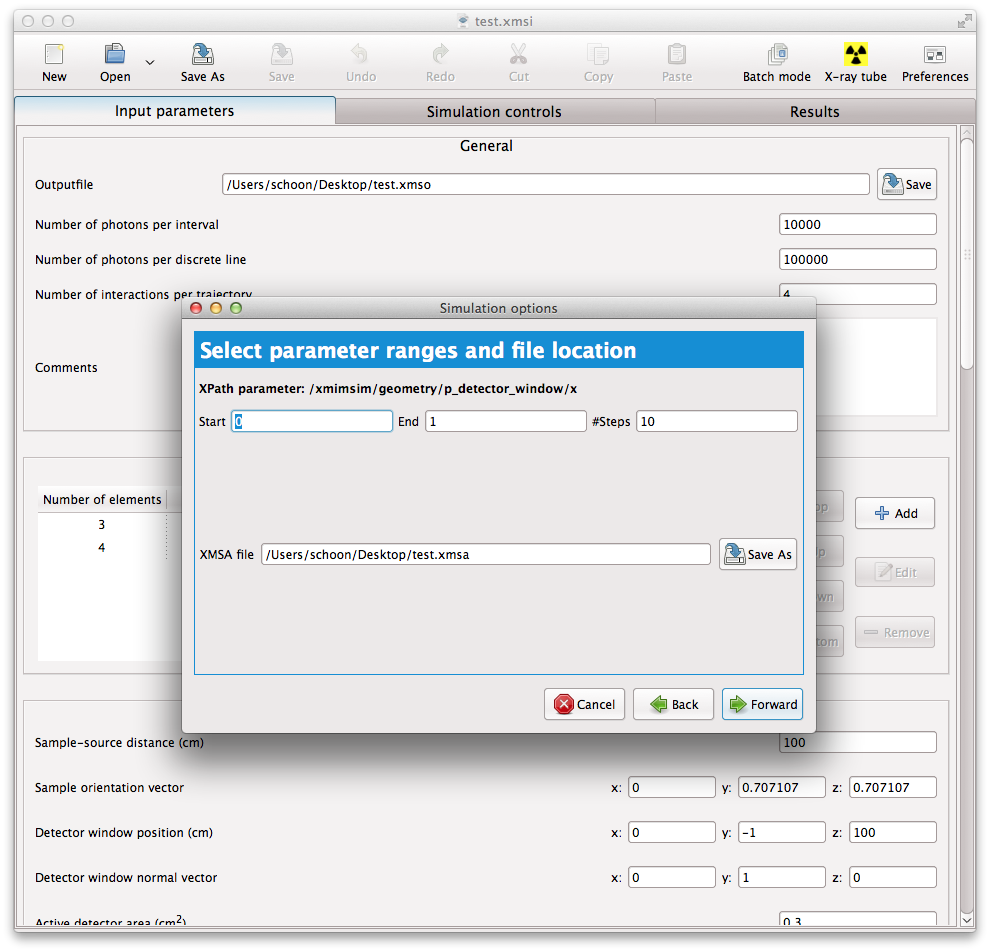 test.xmsi
New Open Save As Save Undo Redo Cut Copy Paste Batch mode X-ray tube Preferences
Input parameters Simulation controls Results
General
Outputfile /Users/schoon/Desktop/test.xmso Save
Number of photons per interval 10000
Number of photons per discrete line 100000
Number of interactions per trajectory 4
Simulation options
Select parameter ranges and file location
Comments
XPath parameter: /xmimsim/geometry/p_detector_window/x
Start 0 End 1 #Steps 10
Number of elements
3
4
Add
XMSA file /Users/schoon/Desktop/test.xmsa Save As
Edit
Remove
Cancel Back Forward
Sample-source distance (cm) 100
Sample orientation vector x: 0 y: 0.707107 z: 0.707107
Detector window position (cm) x: 0 y: -1 z: 100
Detector window normal vector x: 0 y: 1 z: 0
Active detector area (cm2) 0.3